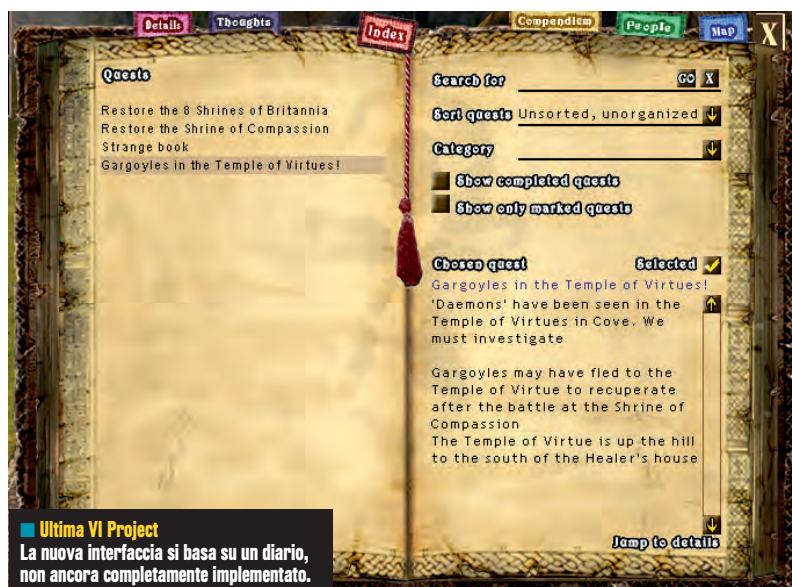 Details Thoughts Index Compendium People Map X
Quests
Restore the 8 Shrines of Britannia
Restore the Shrine of Compassion
Strange book
Gargoyles in the Temple of Virtues!
Search for GO X
Sort quests Unsorted, unorganized
Category
Show completed quests
Show only marked quests
Chosen quest Selected
Gargoyles in the Temple of Virtues!
'Daemons' have been seen in the
Temple of Virtues in Cove. We
must investigate
Gargoyles may have fled to the
Temple of Virtue to recuperate
after the battle at the Shrine of
Compassion
The Temple of Virtue is up the hill
to the south of the Healer's house
Jump to details
Ultima VI Project
La nuova interfaccia si basa su un diario,
non ancora completamente implementato.